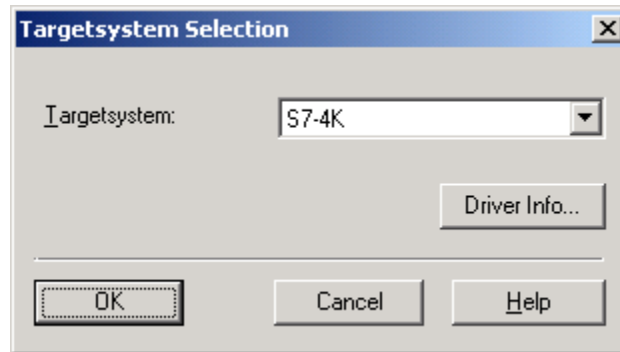 Targetsystem Selection
Targetsystem:
S7-4K
Driver Info...
OK
Cancel
Help